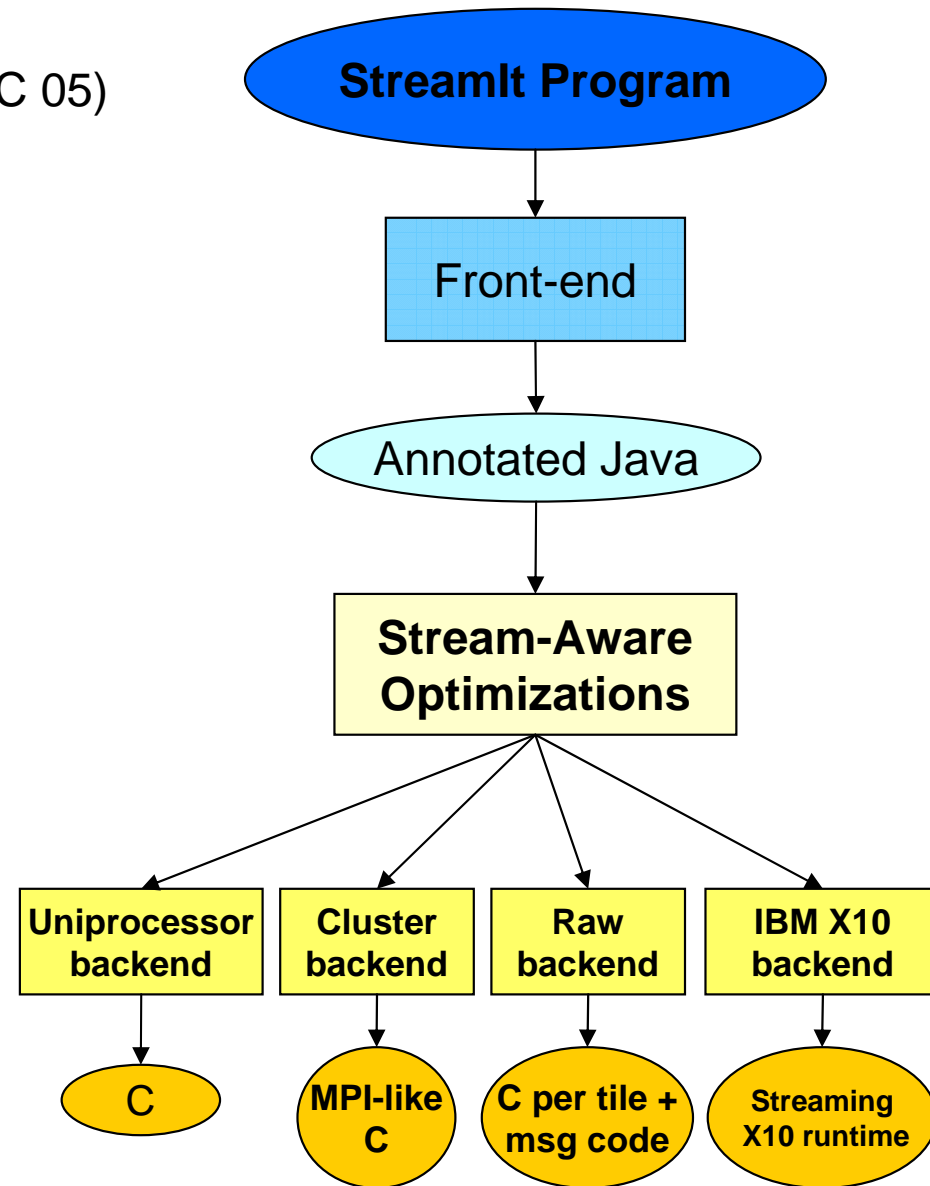 C 05)
StreamIt Program
Front-end
Annotated Java
Stream-Aware
Optimizations
Uniprocessor
backend
Cluster
backend
Raw
backend
IBM X10
backend
C
MPI-like
C
C per tile +
msg code
Streaming
X10 runtime